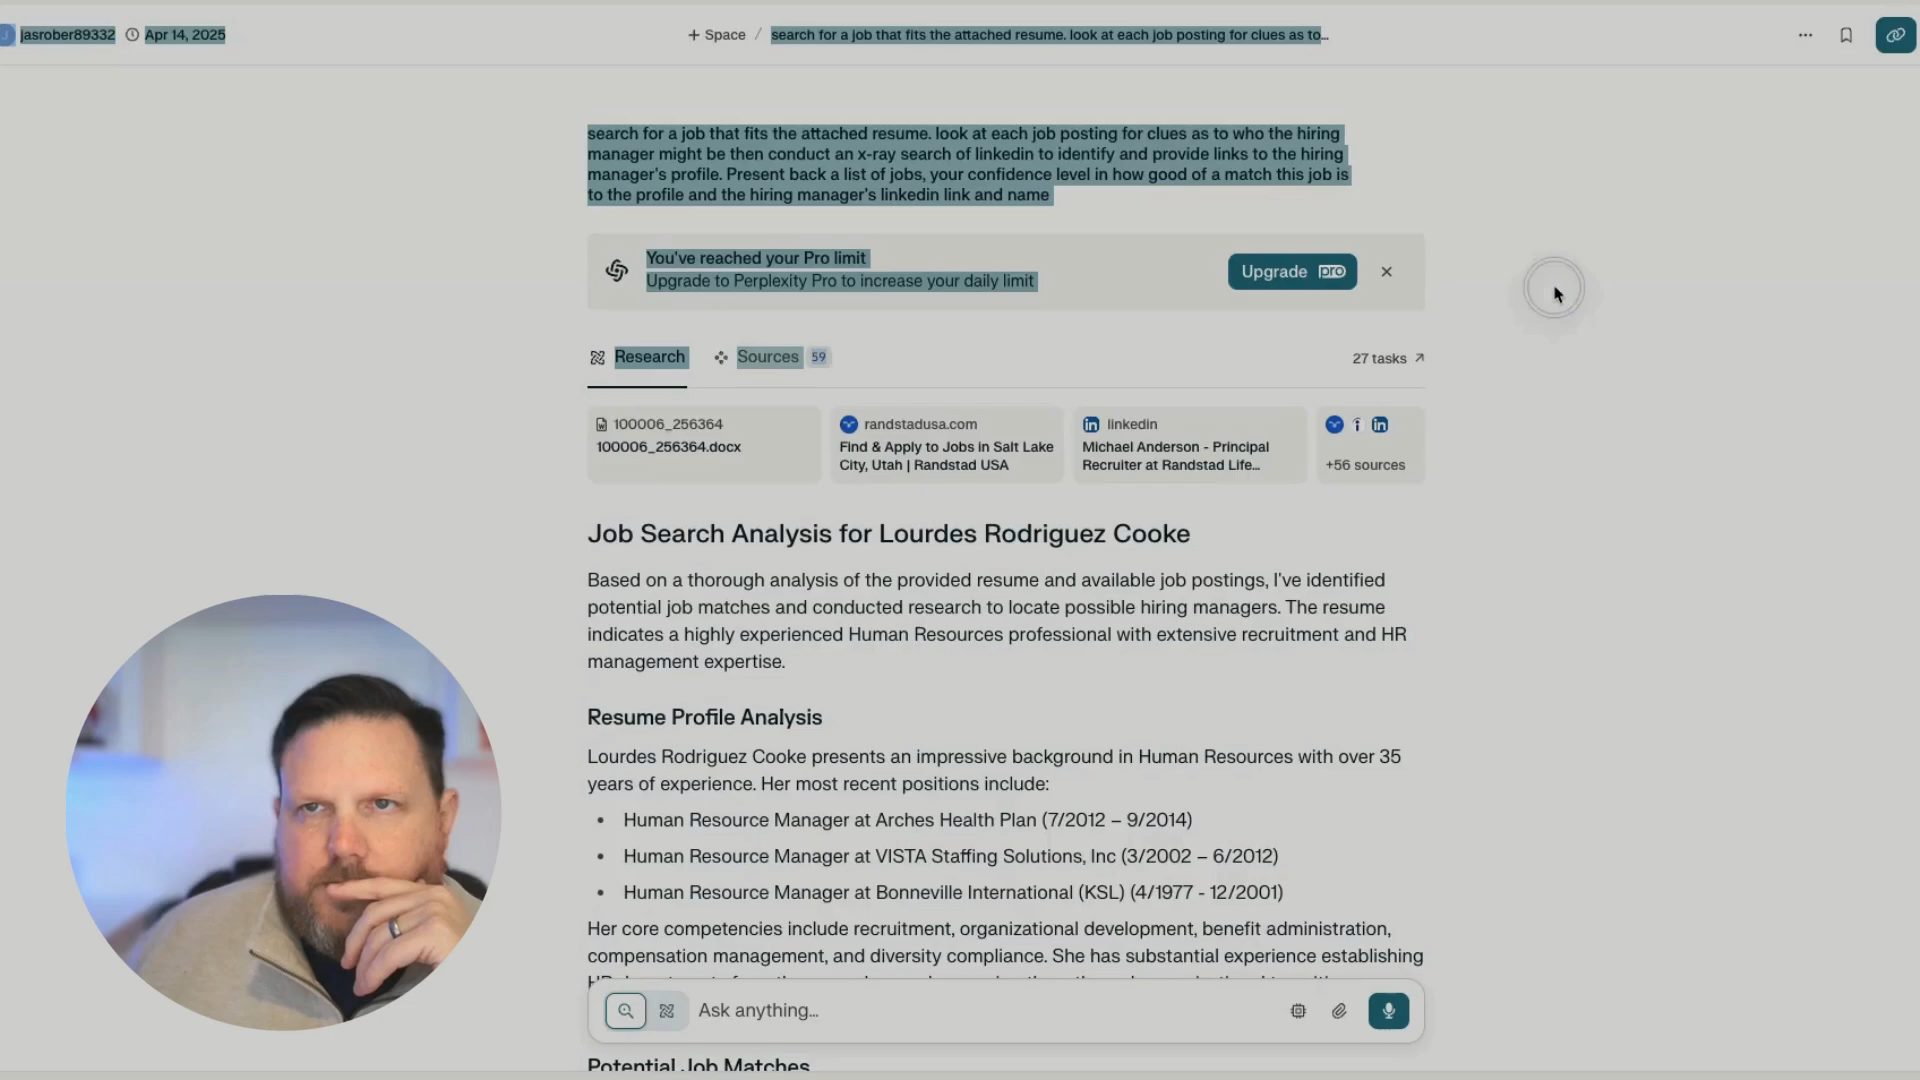 J jasrober89332 Apr 14, 2025
+ Space / search for a job that fits the attached resume. look at each job posting for clues as to...
search for a job that fits the attached resume. look at each job posting for clues as to who the hiring
manager might be then conduct an x-ray search of linkedin to identify and provide links to the hiring
manager's profile. Present back a list of jobs, your confidence level in how good of a match this job is
to the profile and the hiring manager's linkedin link and name
You've reached your Pro limit
Upgrade to Perplexity Pro to increase your daily limit
Upgrade pro
Research Sources 59 27 tasks
100006_256364
100006_256364.docx
randstadusa.com
Find & Apply to Jobs in Salt Lake
City, Utah | Randstad USA
linkedin
Michael Anderson - Principal
Recruiter at Randstad Life...
+56 sources
Job Search Analysis for Lourdes Rodriguez Cooke
Based on a thorough analysis of the provided resume and available job postings, I've identified
potential job matches and conducted research to locate possible hiring managers. The resume
indicates a highly experienced Human Resources professional with extensive recruitment and HR
management expertise.
Resume Profile Analysis
Lourdes Rodriguez Cooke presents an impressive background in Human Resources with over 35
years of experience. Her most recent positions include:
• Human Resource Manager at Arches Health Plan (7/2012 – 9/2014)
• Human Resource Manager at VISTA Staffing Solutions, Inc (3/2002 – 6/2012)
• Human Resource Manager at Bonneville International (KSL) (4/1977 - 12/2001)
Her core competencies include recruitment, organizational development, benefit administration,
compensation management, and diversity compliance. She has substantial experience establishing
Ask anything...
Potential Job Matches